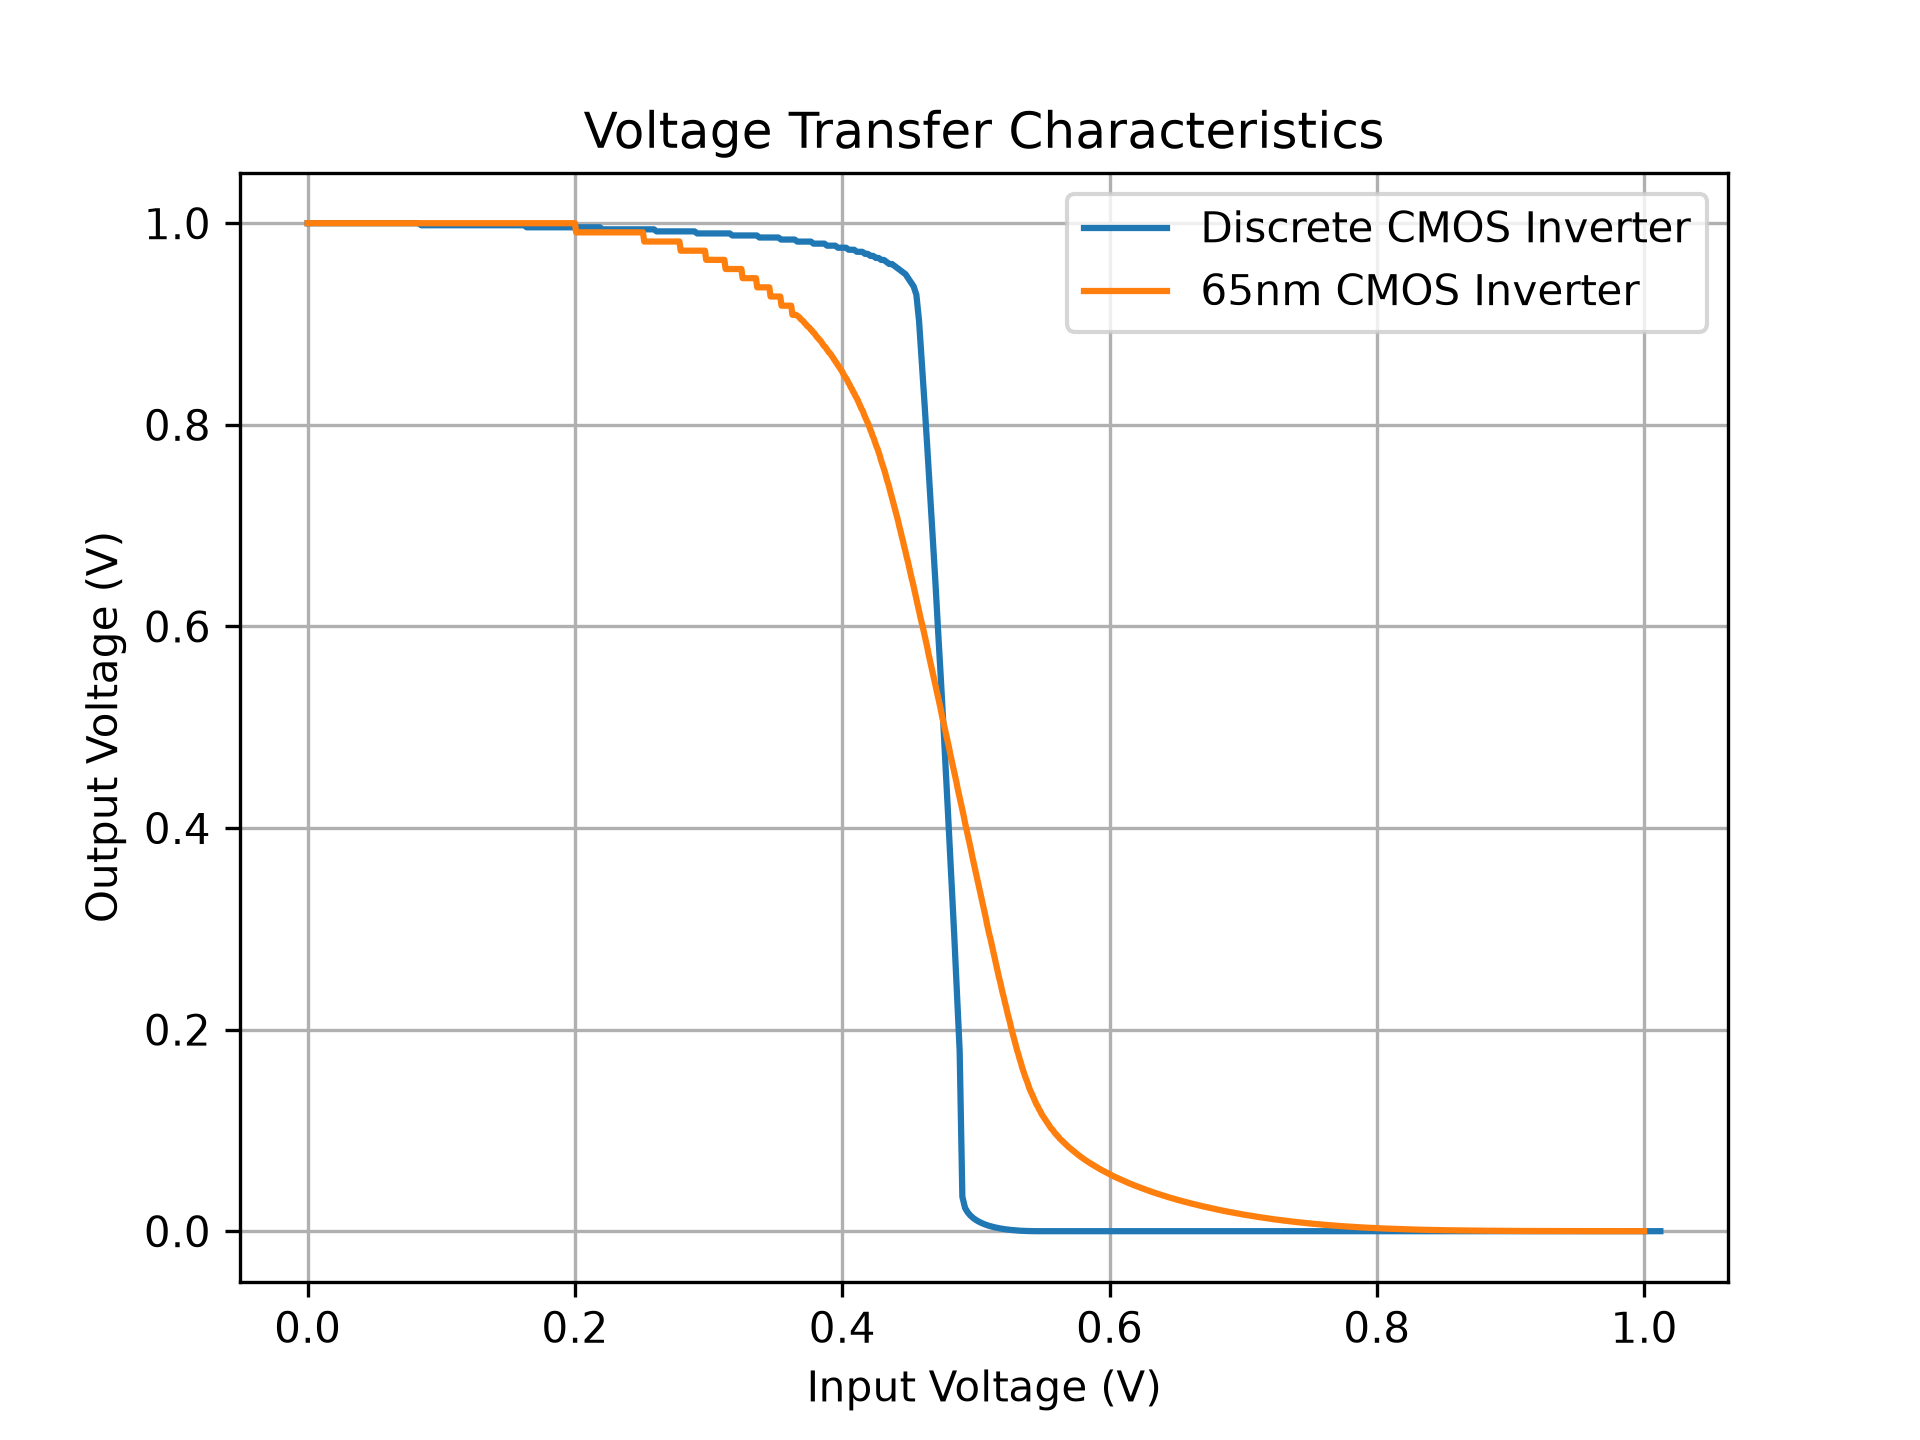 Voltage Transfer Characteristics
Discrete CMOS Inverter
65nm CMOS Inverter
Output Voltage (V)
1.0
0.8
0.6
0.4
0.2
0.0
0.0 0.2 0.4 0.6 0.8 1.0
Input Voltage (V)